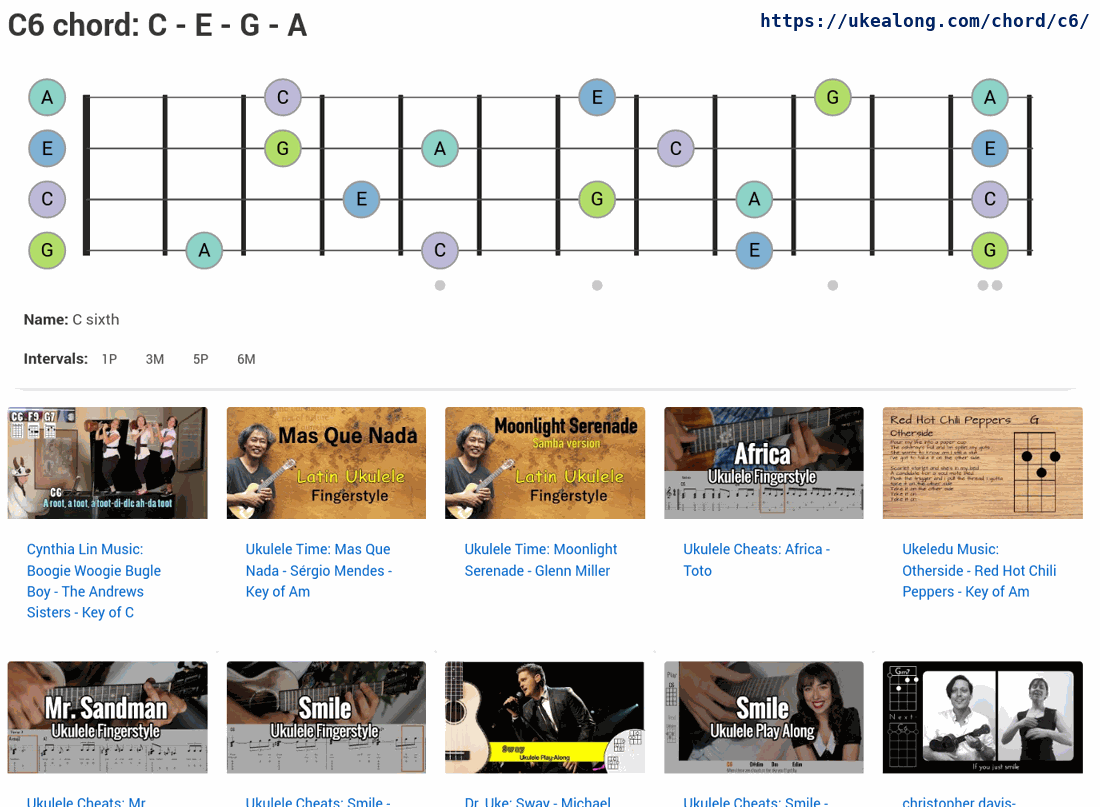 C6 chord: C - E - G - A
https://ukealong.com/chord/c6/
A C E G A
E G A C E
C E G A C
G A C E G
Name: C sixth
Intervals: 1P 3M 5P 6M
C6 F9 G7
C6
A root, a toot, a toot-di-dle ah-da toot
Mas Que Nada
Latin Ukulele
Fingerstyle
Moonlight Serenade
Samba version
Latin Ukulele
Fingerstyle
Africa
Ukulele Fingerstyle
Red Hot Chili Peppers G
Otherside
Cynthia Lin Music:
Boogie Woogie Bugle
Boy - The Andrews
Sisters - Key of C
Ukulele Time: Mas Que
Nada - Sérgio Mendes -
Key of Am
Ukulele Time: Moonlight
Serenade - Glenn Miller
Ukulele Cheats: Africa -
Toto
Ukeledu Music:
Otherside - Red Hot Chili
Peppers - Key of Am
Mr. Sandman
Ukulele Fingerstyle
Smile
Ukulele Fingerstyle
Sway
Ukulele Play-Along
Smile
Ukulele Play Along
Gm7
Next:
If you just smile
Ukulele Cheats: Mr.
Ukulele Cheats: Smile -
Dr. Uke: Sway - Michael
Ukulele Cheats: Smile -
christopher davis-